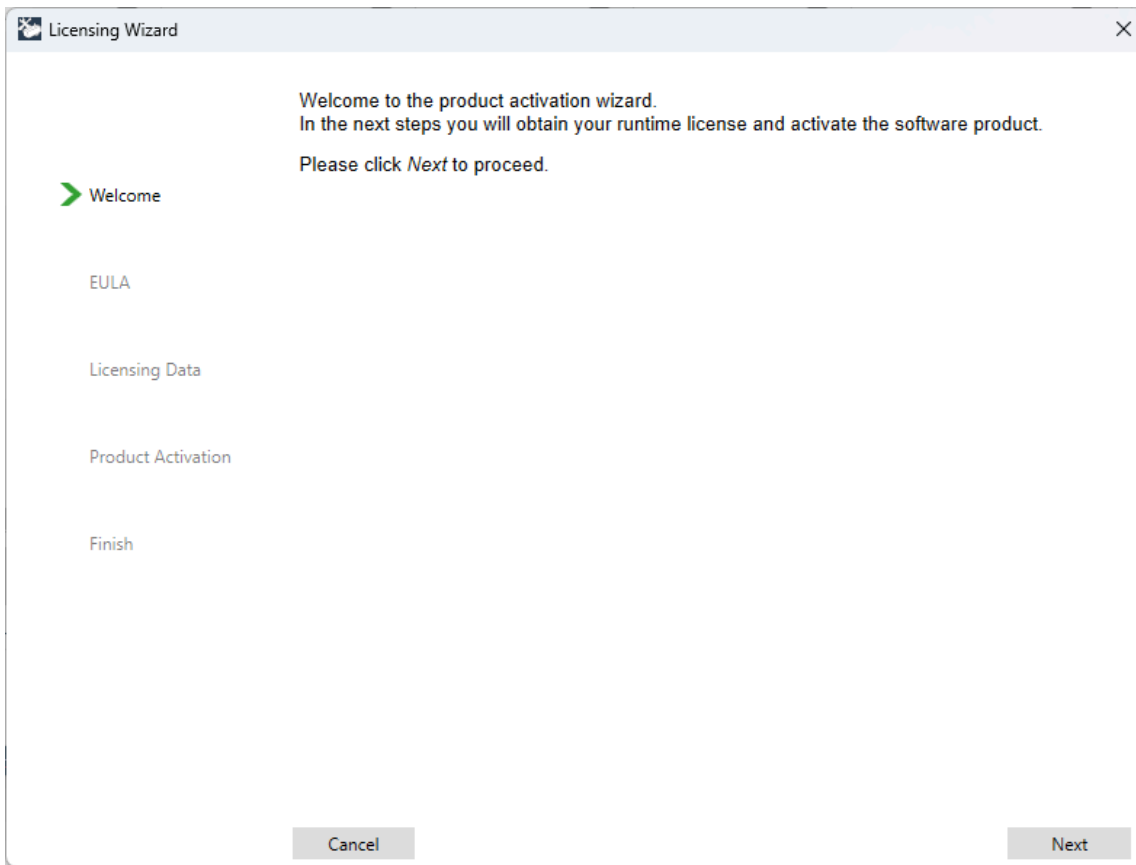 Licensing Wizard
Welcome to the product activation wizard.
In the next steps you will obtain your runtime license and activate the software product.
Please click Next to proceed.
Welcome
EULA
Licensing Data
Product Activation
Finish
Cancel
Next